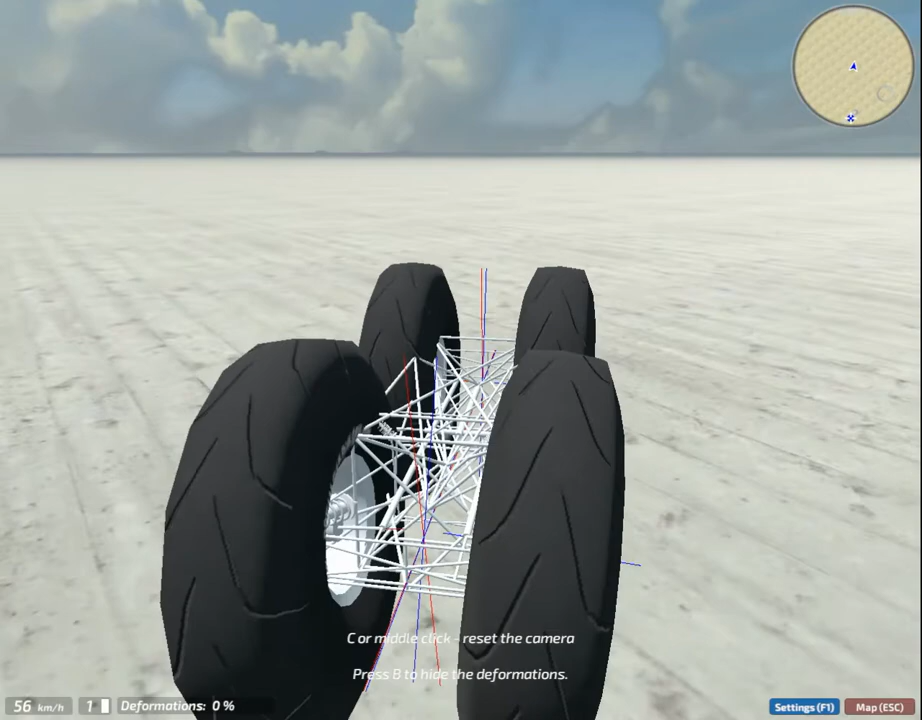 C or middle click - reset the camera
Press B to hide the deformations.
56 km/h 1 Deformations: 0 % Settings (F1) Map (ESC)